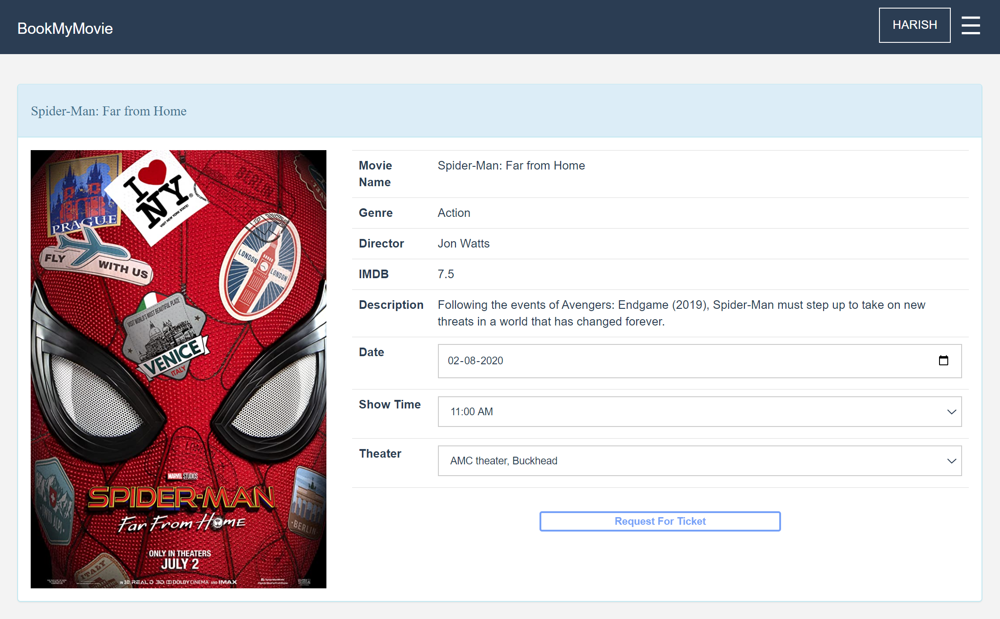 BookMyMovie
HARISH
Spider-Man: Far from Home
PRAGUE
I
NY®
VISIT NEW YORK STATE!
BERLIN
FLY WITH US
LONDON
LONDON
VISIT WORLD'S MOST BEAUTIFUL PLACE
VENICE
ITALY
SWISS ALPS
BERLIN
ITALY
MARVEL STUDIOS
SPIDER-MAN
Far From Home
ONLY IN THEATERS
JULY 2
IN 3D, REAL D 3D, DOLBY CINEMA AND IMAX
Movie Name
Spider-Man: Far from Home
Genre
Action
Director
Jon Watts
IMDB
7.5
Description
Following the events of Avengers: Endgame (2019), Spider-Man must step up to take on new
threats in a world that has changed forever.
Date
02-08-2020
Show Time
11:00 AM
Theater
AMC theater, Buckhead
Request For Ticket